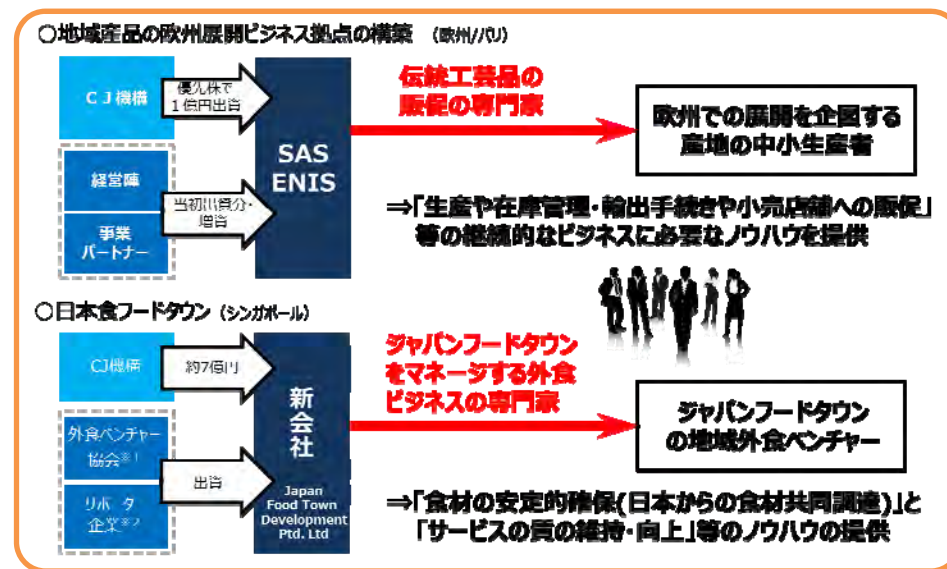 ○地域産品の欧州展開ビジネス拠点の構築 (欧州/パリ)
CJ機構
優先株で
1億円出資
伝統工芸品の
販促の専門家
欧州での展開を企図する
産地の中小生産者
SAS
ENIS
経営陣
事業
パートナー
当初出資分・
増資
⇒「生産や在庫管理・輸出手続きや小売店舗への販促」
等の継続的なビジネスに必要なノウハウを提供
○日本食フードタウン (シンガポール)
CJ機構
約7億円
ジャパンフードタウン
をマネージする外食
ビジネスの専門家
新会社
Japan
Food Town
Development
Ptd. Ltd
ジャパンフードタウン
の地域外食ベンチャー
外食ベンチャー
協会※1
出資
企業※2
⇒「食材の安定的確保(日本からの食材共同調達)」と
「サービスの質の維持・向上」等のノウハウの提供